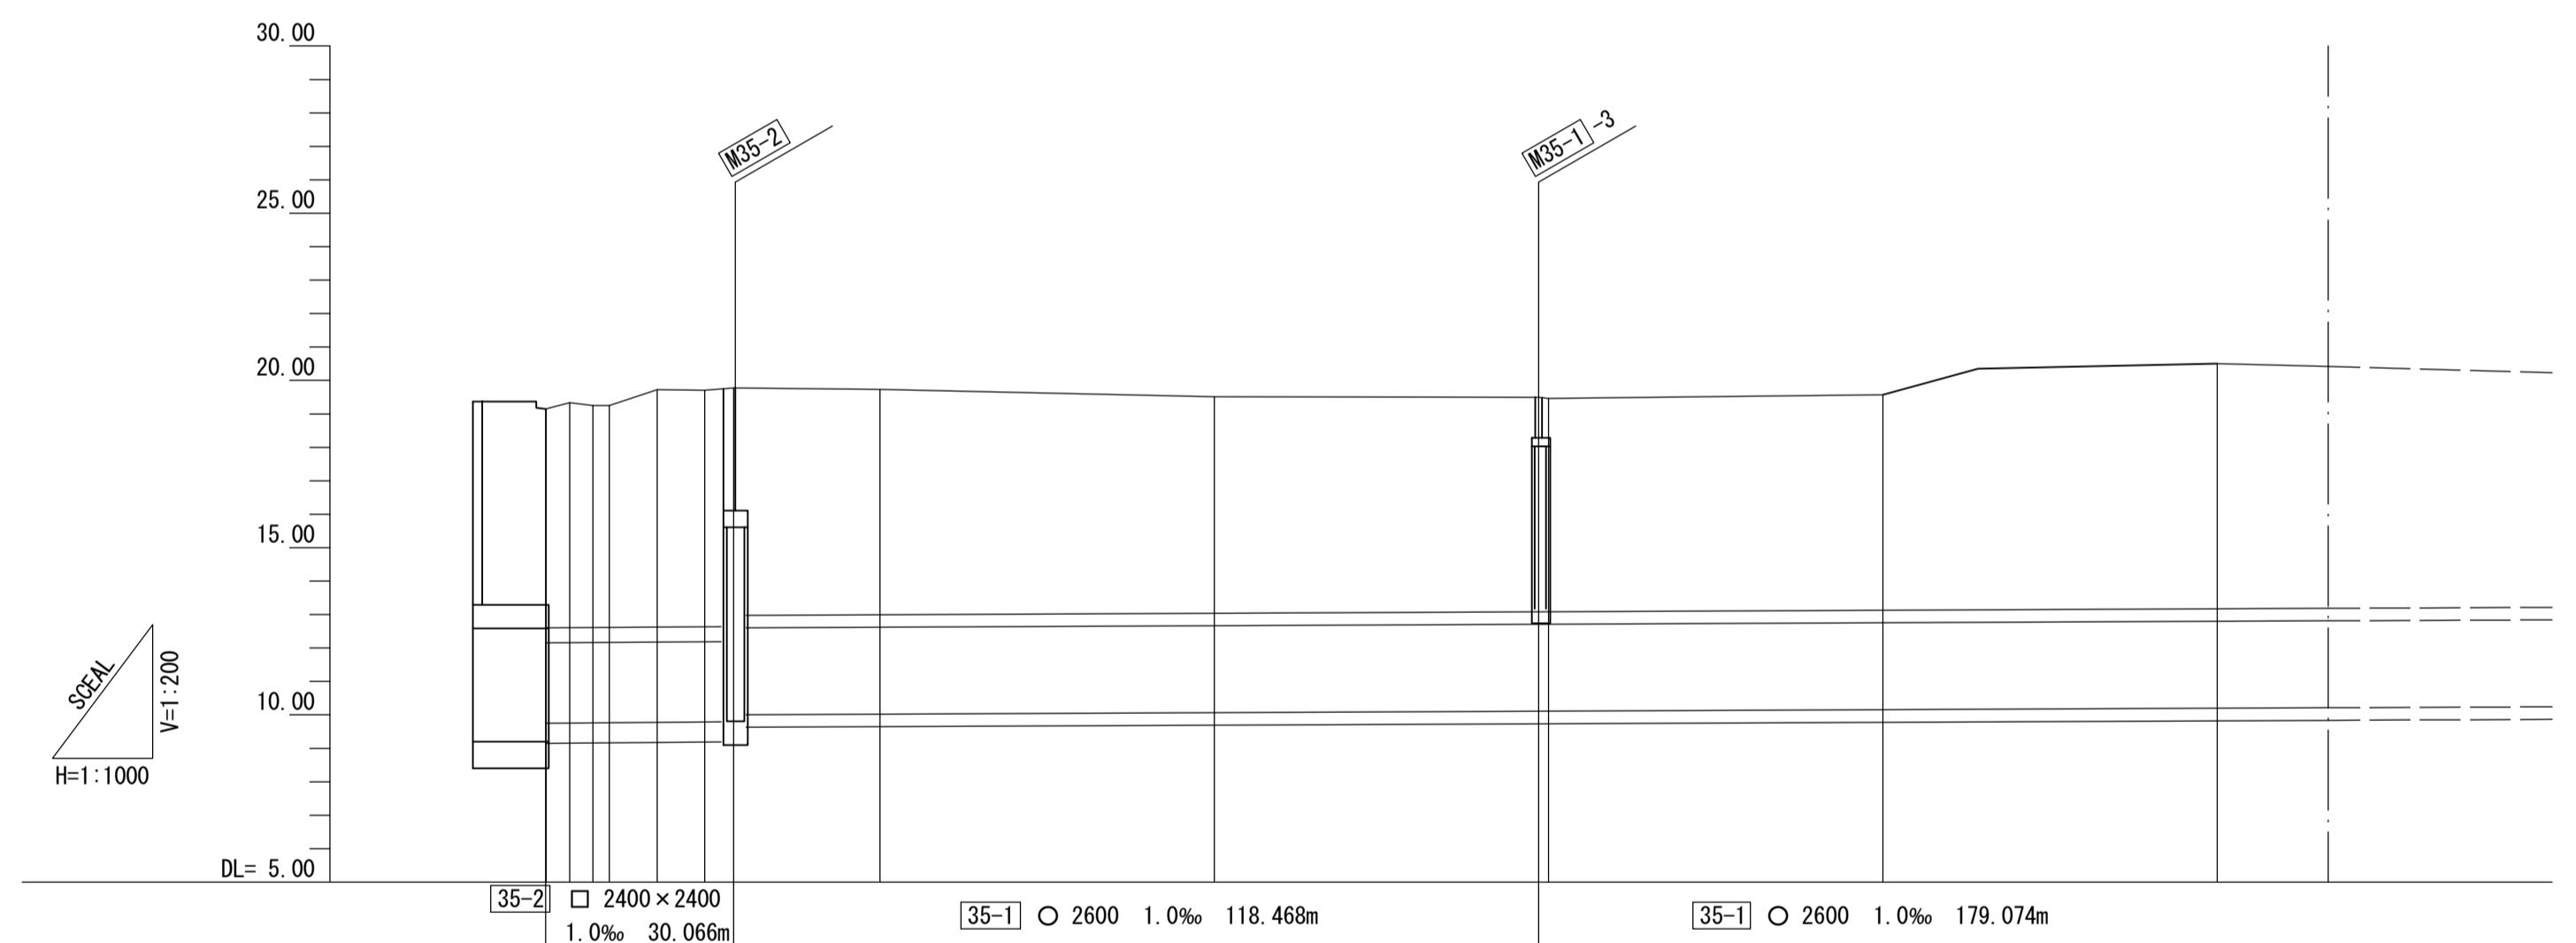 30.00
25.00
20.00
15.00
10.00
DL= 5.00
M35-2
M35-1 -3
SCEAL
V=1:200
H=1:1000
35-2 □ 2400×2400
1.0‰ 30.066m
35-1 ○ 2600 1.0‰ 118.468m
35-1 ○ 2600 1.0‰ 179.074m